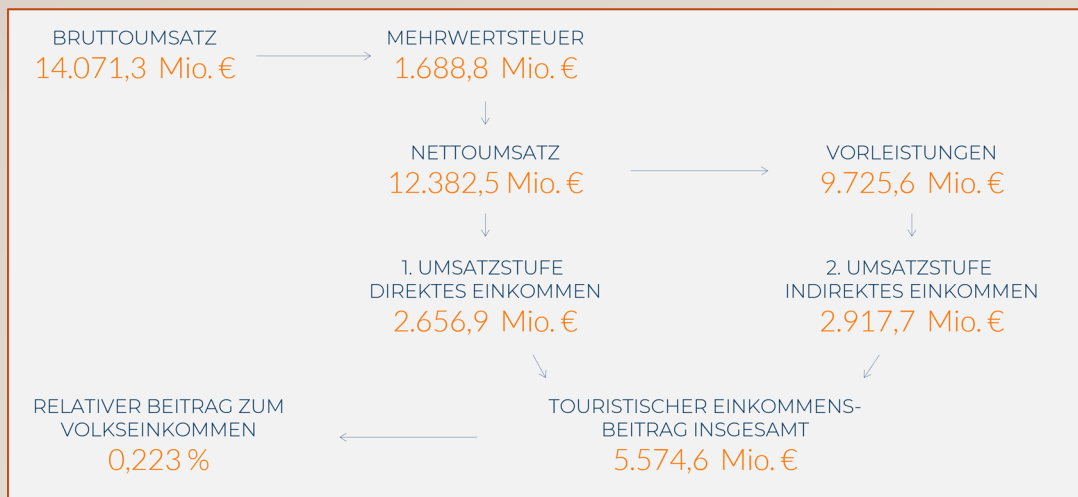 BRUTTOUMSATZ
14.071,3 Mio. €
MEHRWERTSTEUER
1.688,8 Mio. €
NETTOUMSATZ
12.382,5 Mio. €
VORLEISTUNGEN
9.725,6 Mio. €
1. UMSATZSTUFE
DIREKTES EINKOMMEN
2.656,9 Mio. €
2. UMSATZSTUFE
INDIREKTES EINKOMMEN
2.917,7 Mio. €
RELATIVER BEITRAG ZUM
VOLKSEINKOMMEN
0,223 %
TOURISTISCHER EINKOMMENS-
BEITRAG INSGESAMT
5.574,6 Mio. €